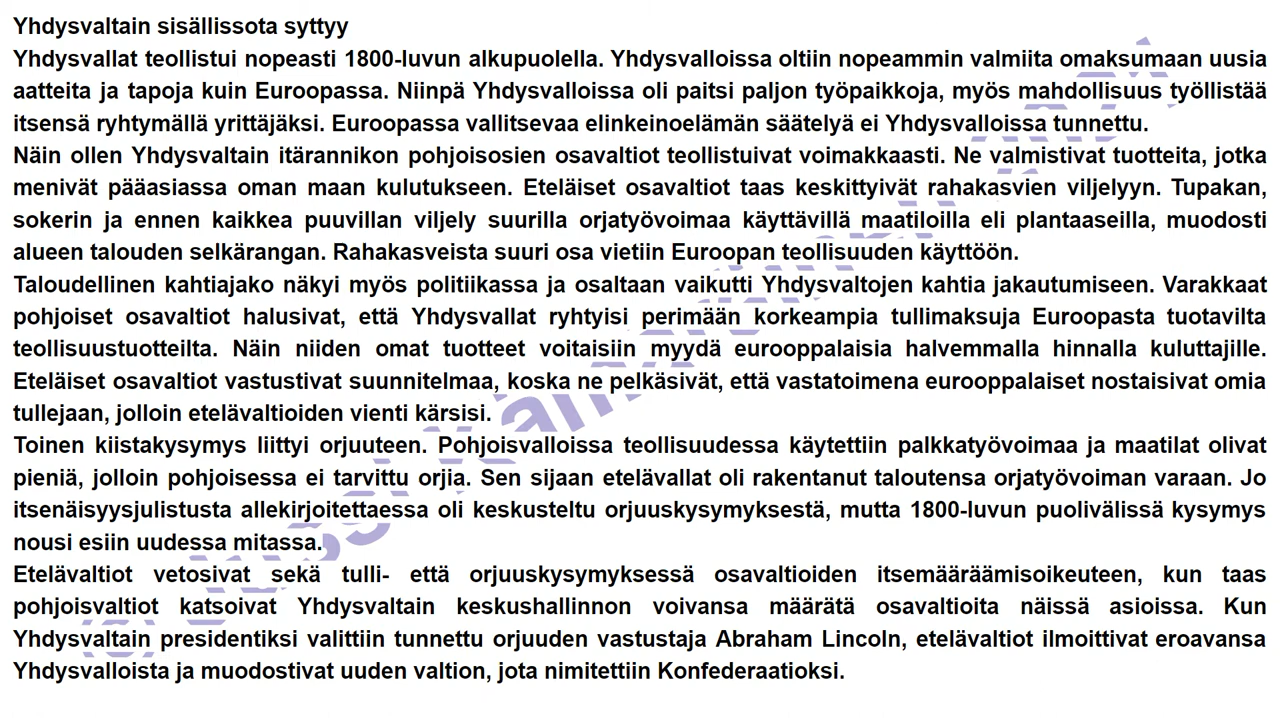 Yhdysvaltain sisällissota syttyy
Yhdysvallat teollistui nopeasti 1800-luvun alkupuolella. Yhdysvalloissa oltiin nopeammin valmiita omaksumaan uusia
aatteita ja tapoja kuin Euroopassa. Niinpä Yhdysvalloissa oli paitsi paljon työpaikkoja, myös mahdollisuus työllistää
itsensä ryhtymällä yrittäjäksi. Euroopassa vallitsevaa elinkeinoelämän säätelyä ei Yhdysvalloissa tunnettu.
Näin ollen Yhdysvaltain itärannikon pohjoisosien osavaltiot teollistuivat voimakkaasti. Ne valmistivat tuotteita, jotka
menivät pääasiassa oman maan kulutukseen. Eteläiset osavaltiot taas keskittyivät rahakasvien viljelyyn. Tupakan,
sokerin ja ennen kaikkea puuvillan viljely suurilla orjatyövoimaa käyttävillä maatiloilla eli plantaaseilla, muodosti
alueen talouden selkärangan. Rahakasveista suuri osa vietiin Euroopan teollisuuden käyttöön.
Taloudellinen kahtiajako näkyi myös politiikassa ja osaltaan vaikutti Yhdysvaltojen kahtia jakautumiseen. Varakkaat
pohjoiset osavaltiot halusivat, että Yhdysvallat ryhtyisi perimään korkeampia tullimaksuja Euroopasta tuotavilta
teollisuustuotteilta. Näin niiden omat tuotteet voitaisiin myydä eurooppalaisia halvemmalla hinnalla kuluttajille.
Eteläiset osavaltiot vastustivat suunnitelmaa, koska ne pelkäsivät, että vastatoimena eurooppalaiset nostaisivat omia
tullejaan, jolloin etelävaltioiden vienti kärsisi.
Toinen kiistakysymys liittyi orjuuteen. Pohjoisvalloissa teollisuudessa käytettiin palkkatyövoimaa ja maatilat olivat
pieniä, jolloin pohjoisessa ei tarvittu orjia. Sen sijaan etelävallat oli rakentanut taloutensa orjatyövoiman varaan. Jo
itsenäisyysjulistusta allekirjoitettaessa oli keskusteltu orjuuskysymyksestä, mutta 1800-luvun puolivälissä kysymys
nousi esiin uudessa mitassa.
Etelävaltiot vetosivat sekä tulli- että orjuuskysymyksessä osavaltioiden itsemääräämisoikeuteen, kun taas
pohjoisvaltiot katsoivat Yhdysvaltain keskushallinnon voivansa määrätä osavaltioita näissä asioissa. Kun
Yhdysvaltain presidentiksi valittiin tunnettu orjuuden vastustaja Abraham Lincoln, etelävaltiot ilmoittivat eroavansa
Yhdysvalloista ja muodostivat uuden valtion, jota nimitettiin Konfederaatioksi.